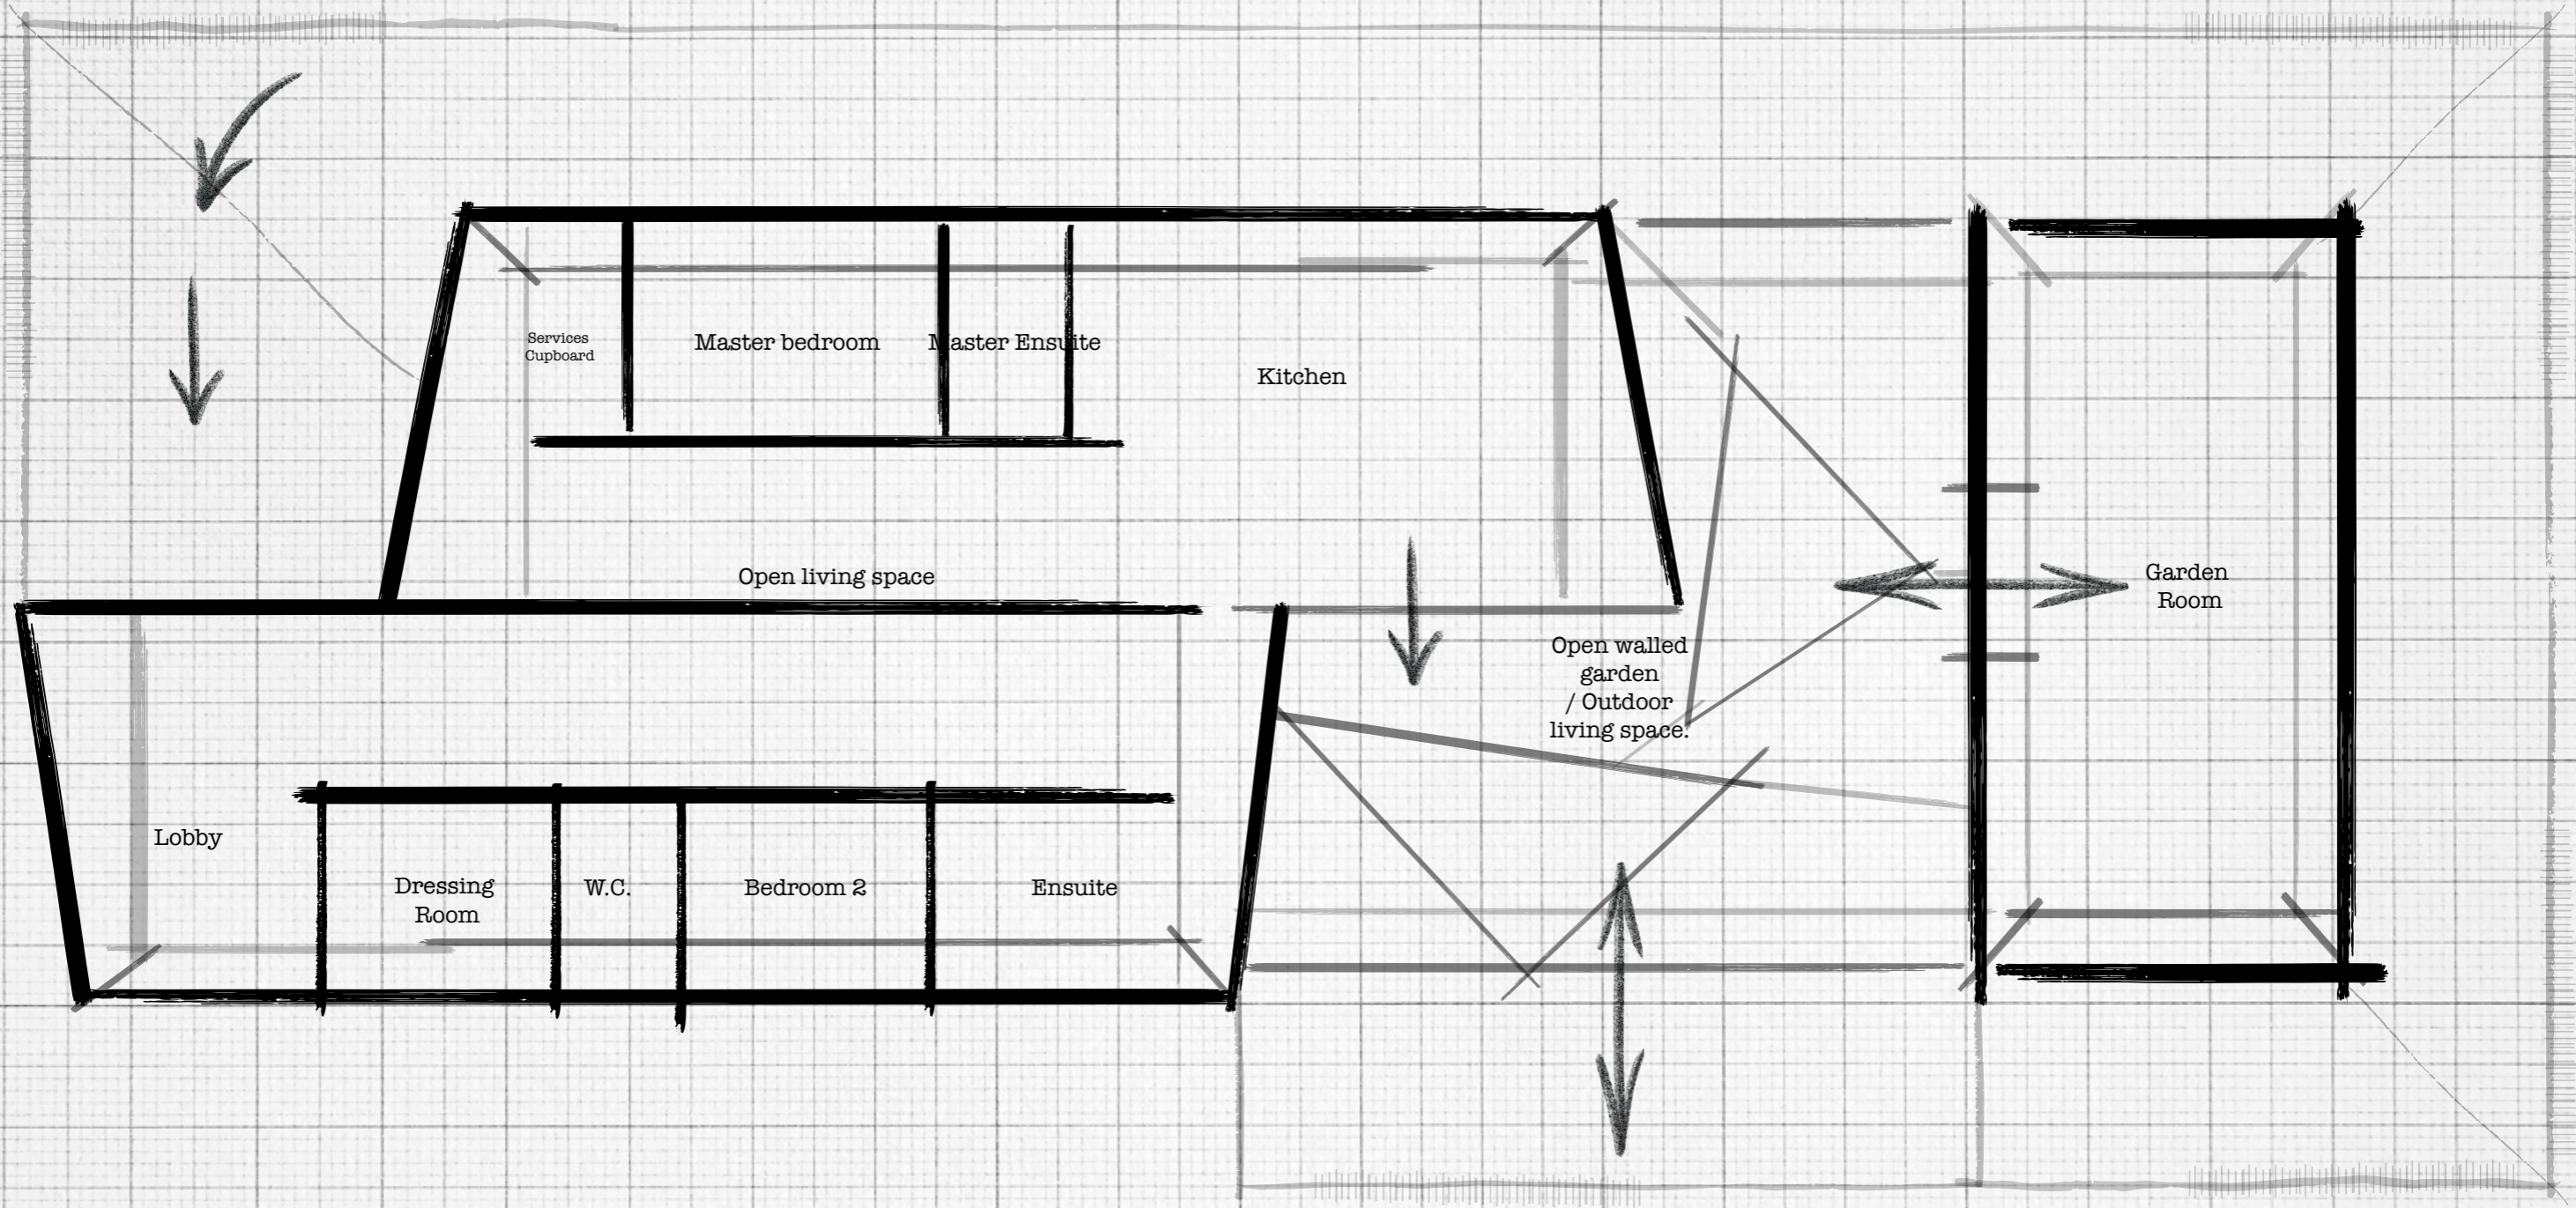 Services
Cupboard
Master bedroom
Master Ensuite
Kitchen
Open living space
Garden
Room
Open walled
garden
/ Outdoor
living space.
Lobby
Dressing
Room
W.C.
Bedroom 2
Ensuite